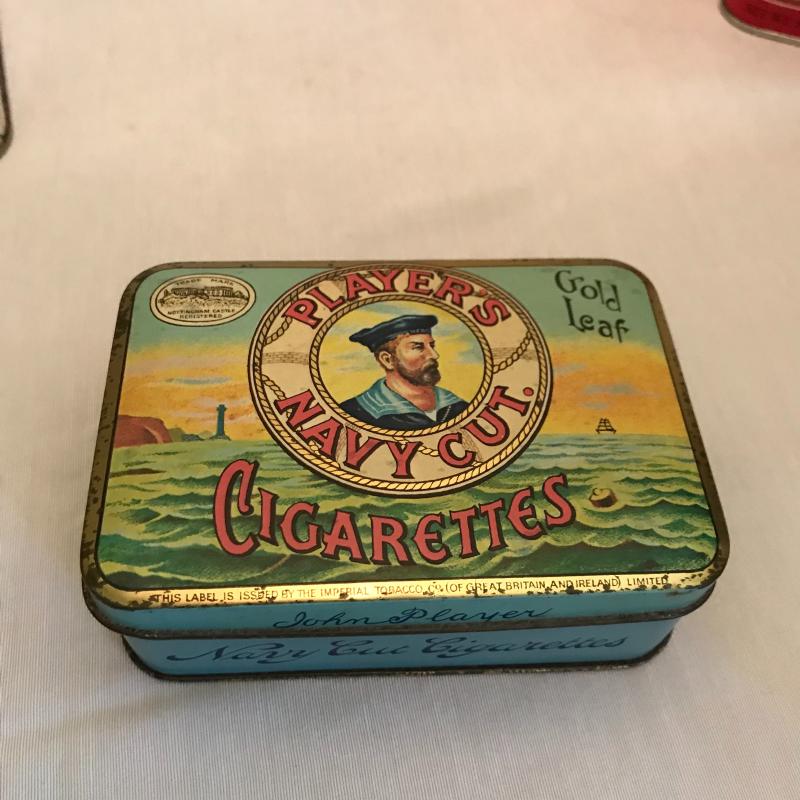 TRADE MARK
NOTTINGHAM CASTLE
REGISTERED
PLAYER'S
NAVY CUT.
Gold
Leaf
CIGARETTES
THIS LABEL IS ISSUED BY THE IMPERIAL TOBACCO Co. (OF GREAT BRITAIN AND IRELAND) LIMITED
John Player
Navy Cut Cigarettes